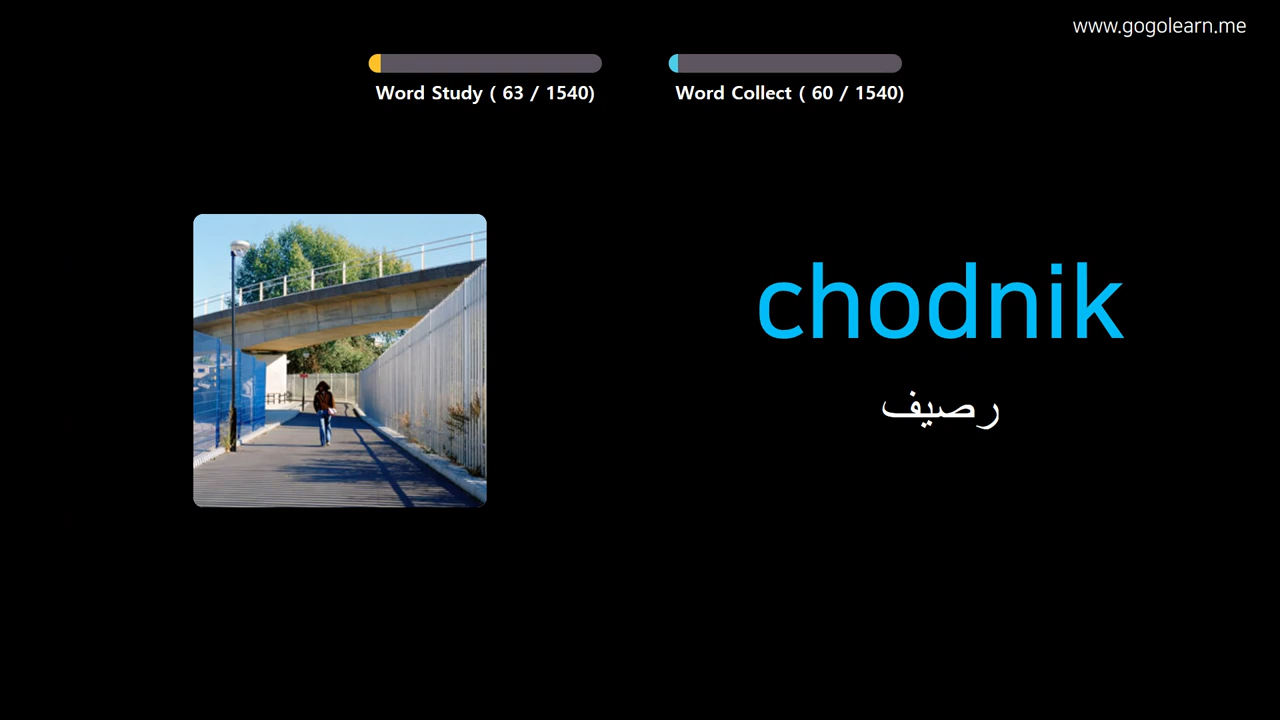 www.gogolearn.me
Word Study ( 63 / 1540)
Word Collect ( 60 / 1540)
chodnik
رصيف